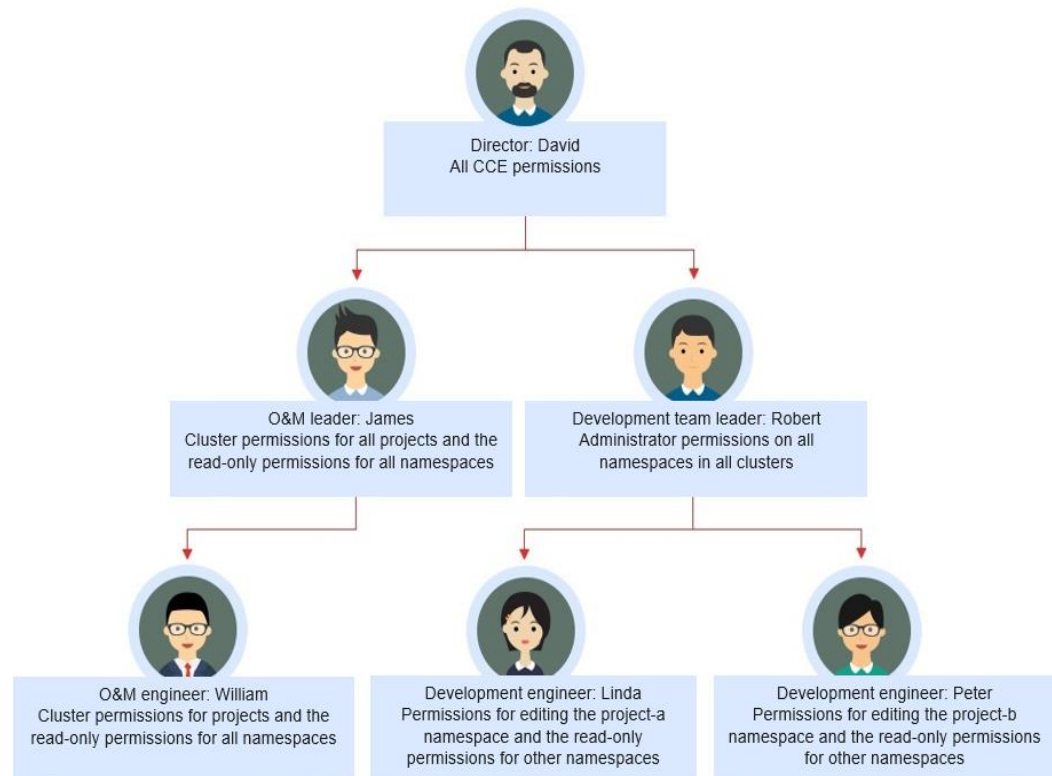 Director: David
All CCE permissions
O&M leader: James
Cluster permissions for all projects and the
read-only permissions for all namespaces
Development team leader: Robert
Administrator permissions on all
namespaces in all clusters
O&M engineer: William
Cluster permissions for projects and the
read-only permissions for all namespaces
Development engineer: Linda
Permissions for editing the project-a
namespace and the read-only
permissions for other namespaces
Development engineer: Peter
Permissions for editing the project-b
namespace and the read-only permissions
for other namespaces